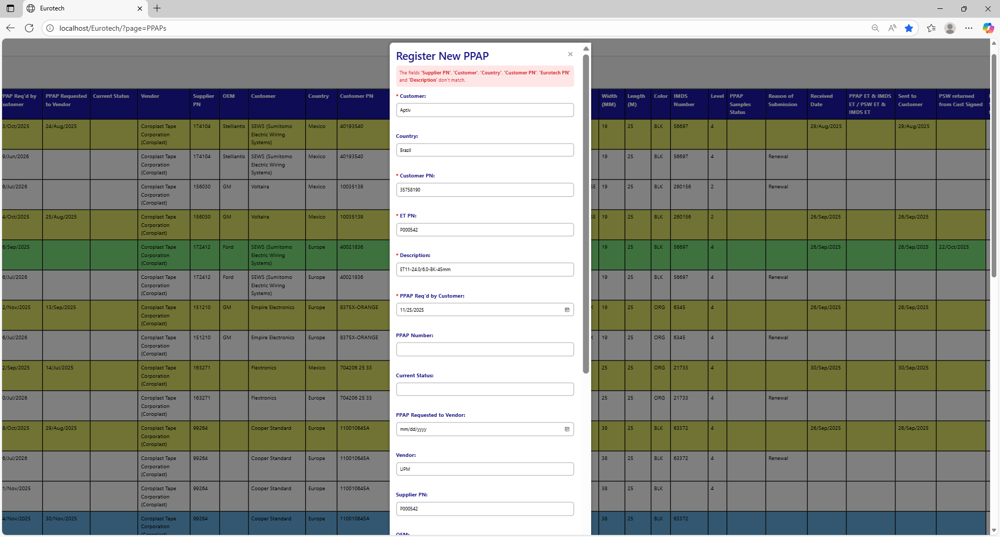 Eurotech
localhost/Eurotech/?page=PPAPs
Register New PPAP
The fields 'Supplier PN', 'Customer', 'Country', 'Customer PN', 'Eurotech PN'
and 'Description' don't match.
* Customer:
Aptiv
Country:
Brazil
* Customer PN:
35758190
* ET PN:
P000542
* Description:
ET11-24.0/6.0-BK-45mm
* PPAP Req'd by Customer:
11/25/2025
PPAP Number:
Current Status:
PPAP Requested to Vendor:
mm/dd/yyyy
Vendor:
UPM
Supplier PN:
P000542
OEM:
PPAP Req'd by PPAP Requested Current Status Vendor Supplier OEM Customer Country Customer PN Width Length Color IMDS Level PPAP Reason of Received PPAP ET & IMDS Sent to PSW returned
ustomer to Vendor PN (MM) (M) Number Samples Submission Date ET / PSW ET & Customer from Cust Signed
Status IMDS ET
3/Oct/2025 24/Aug/2025 Coroplast Tape 174104 Stelliantis SEWS (Sumitomo Mexico 40193540 19 25 BLK 56697 4 29/Aug/2025 29/Aug/2025
Corporation Electric Wiring
(Coroplast) Systems)
9/Jun/2026 Coroplast Tape 174104 Stelliantis SEWS (Sumitomo Mexico 40193540 19 25 BLK 56697 4 Renewal
Corporation Electric Wiring
(Coroplast) Systems)
6/Jul/2026 Coroplast Tape 156030 GM Voltaira Mexico 10035139 SE 19 25 BLK 260156 2 Renewal
Corporation
(Coroplast)
4/Oct/2025 25/Aug/2025 Coroplast Tape 156030 GM Voltaira Mexico 10035139 SE 19 25 BLK 260156 2 26/Sep/2025 26/Sep/2025
Corporation
(Coroplast)
6/Sep/2025 Coroplast Tape 172412 Ford SEWS (Sumitomo Europe 40021836 19 25 BLK 56697 4 26/Sep/2025 26/Sep/2025 22/Oct/2025
Corporation Electric Wiring
(Coroplast) Systems)
6/Jul/2026 Coroplast Tape 172412 Ford SEWS (Sumitomo Europe 40021836 19 25 BLK 56697 4 Renewal
Corporation Electric Wiring
(Coroplast) Systems)
2/Nov/2025 13/Sep/2025 Coroplast Tape 151210 GM Empire Electronics Europe 8375X-ORANGE 19 25 ORG 6345 4 26/Sep/2025 26/Sep/2025
Corporation
(Coroplast)
6/Jul/2026 Coroplast Tape 151210 GM Empire Electronics Europe 8375X-ORANGE 19 25 ORG 6345 4 Renewal
Corporation
(Coroplast)
2/Sep/2025 14/Jul/2025 Coroplast Tape 163271 Flextronics Mexico 704206 25 33 25 25 ORG 21733 4 30/Sep/2025 30/Sep/2025
Corporation
(Coroplast)
0/Jul/2026 Coroplast Tape 163271 Flextronics Europe 704206 25 33 25 25 ORG 21733 4 Renewal
Corporation
(Coroplast)
8/Oct/2025 29/Aug/2025 Coroplast Tape 99264 Cooper Standard Europe 110010645A 38 25 BLK 63372 4 26/Sep/2025 26/Sep/2025
Corporation
(Coroplast)
6/Jul/2026 Coroplast Tape 99264 Cooper Standard Europe 110010645A 38 25 BLK 63372 4 Renewal
Corporation
(Coroplast)
1/Nov/2025 Coroplast Tape 99264 Cooper Standard Europe 110010645A 38 25 BLK 4
Corporation
(Coroplast)
4/Nov/2025 30/Nov/2025 Coroplast Tape 99264 Cooper Standard Europe 110010645A 38 25 BLK 63372
Corporation
(Coroplast)